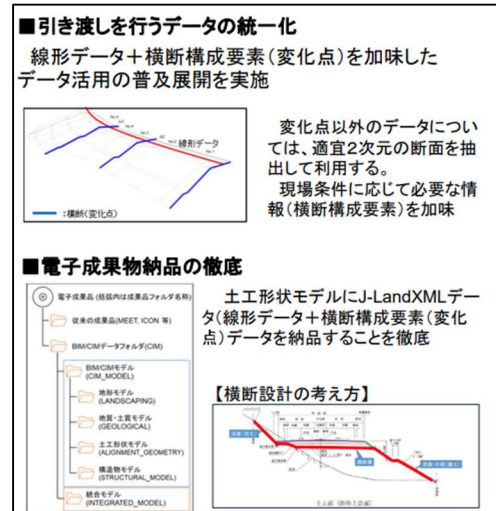 ■引き渡しを行うデータの統一化
線形データ＋横断構成要素(変化点)を加味した
データ活用の普及展開を実施
線形データ
:横断(変化点)
変化点以外のデータについ
ては、適宜2次元の断面を抽
出して利用する。
現場条件に応じて必要な情
報(横断構成要素)を加味
■電子成果物納品の徹底
電子成果品 (括弧内は成果品フォルダ名称)
従来の成果品(MEET, ICON 等)
BIM/CIMデータフォルダ(CIM)
BIM/CIMモデル
(CIM_MODEL)
地形モデル
(LANDSCAPING)
地質・土質モデル
(GEOLOGICAL)
土工形状モデル
(ALIGNMENT_GEOMETRY)
構造物モデル
(STRUCTURAL_MODEL)
統合モデル
(INTEGRATED_MODEL)
土工形状モデルにJ-LandXMLデー
タ(線形データ＋横断構成要素(変化
点)データを納品することを徹底
【横断設計の考え方】